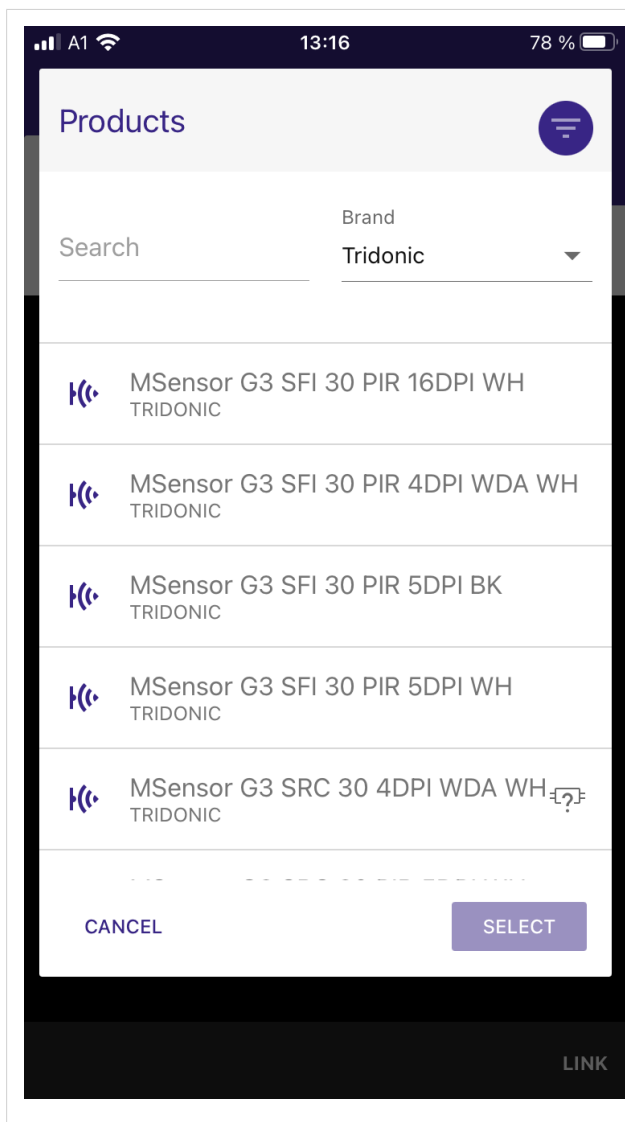 A1 13:16 78 %
Products
Brand
Search
Tridonic
MSensor G3 SFI 30 PIR 16DPI WH
TRIDONIC
MSensor G3 SFI 30 PIR 4DPI WDA WH
TRIDONIC
MSensor G3 SFI 30 PIR 5DPI BK
TRIDONIC
MSensor G3 SFI 30 PIR 5DPI WH
TRIDONIC
MSensor G3 SRC 30 4DPI WDA WH
?
TRIDONIC
CANCEL SELECT
LINK